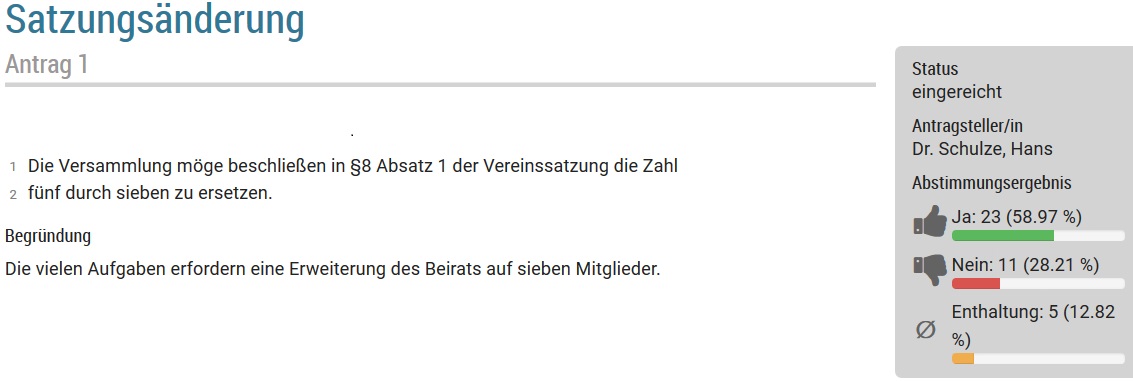 Satzungsänderung
Antrag 1
.
1 Die Versammlung möge beschließen in §8 Absatz 1 der Vereinssatzung die Zahl
2 fünf durch sieben zu ersetzen.
Begründung
Die vielen Aufgaben erfordern eine Erweiterung des Beirats auf sieben Mitglieder.
Status
eingereicht
Antragsteller/in
Dr. Schulze, Hans
Abstimmungsergebnis
Ja: 23 (58.97 %)
Nein: 11 (28.21 %)
Ø Enthaltung: 5 (12.82
%)